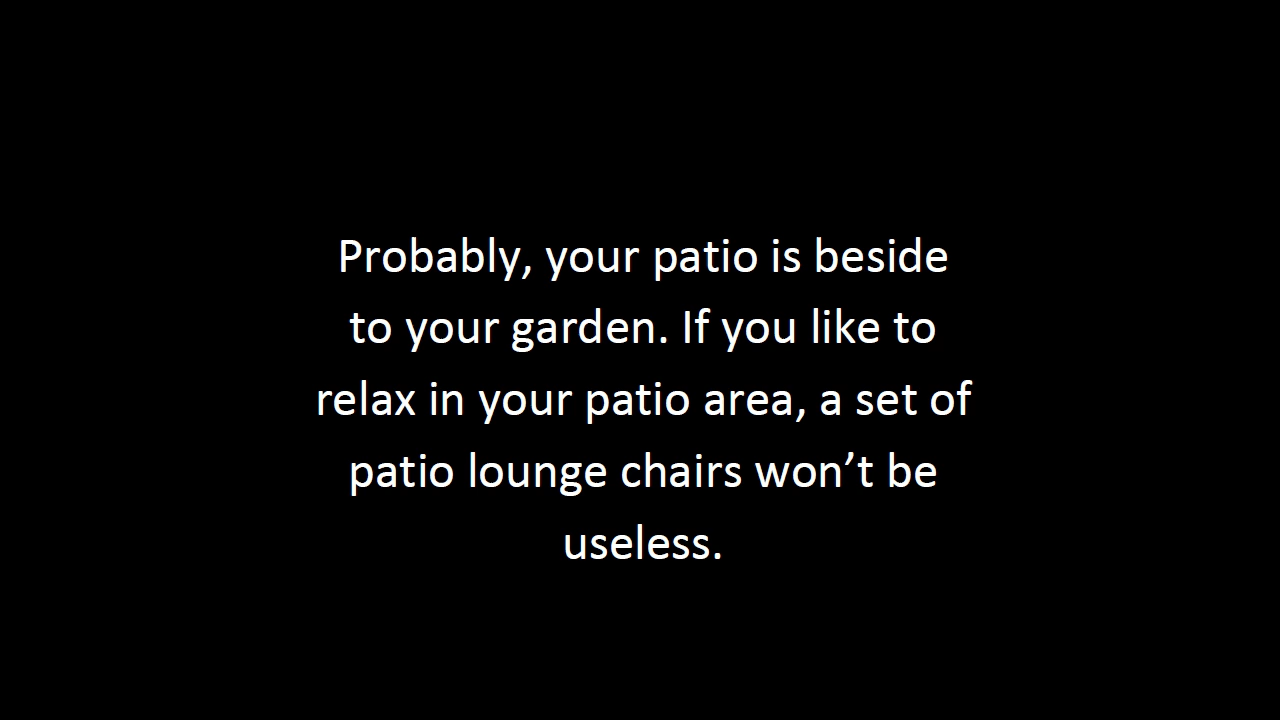 Probably, your patio is beside
to your garden. If you like to
relax in your patio area, a set of
patio lounge chairs won’t be
useless.